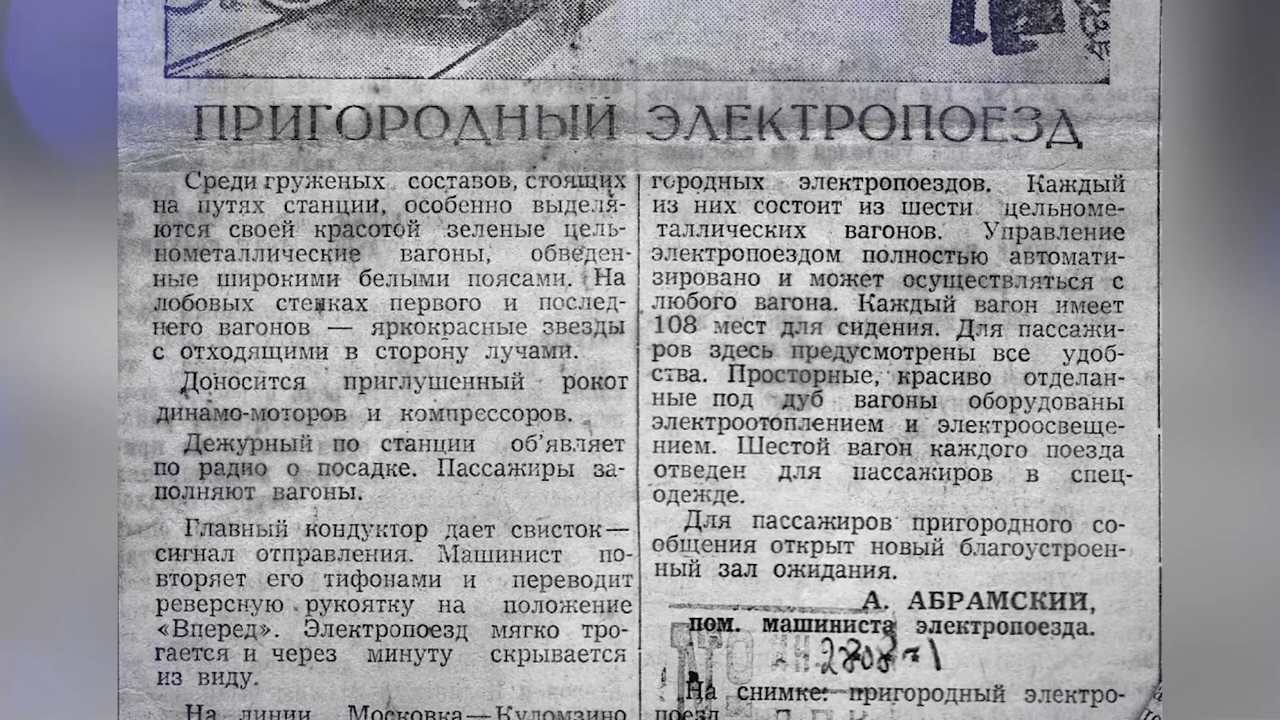 ПРИГОРОДНЫЙ ЭЛЕКТРОПОЕЗД
Среди груженых составов, стоящих
на путях станции, особенно выделя-
ются своей красотой зеленые цель-
нометаллические вагоны, обведен-
ные широкими белыми поясами. На
лобовых стенках первого и послед-
него вагонов — яркокрасные звезды
с отходящими в сторону лучами.
Доносится приглушенный рокот
динамо-моторов и компрессоров.
Дежурный по станции об'являет
по радио о посадке. Пассажиры за-
полняют вагоны.
Главный кондуктор дает свисток—
сигнал отправления. Машинист по-
вторяет его тифонами и переводит
реверсную рукоятку на положение
«Вперед». Электропоезд мягко тро-
гается и через минуту скрывается
из виду.
На линии Московка—Куломзино
городных электропоездов. Каждый
из них состоит из шести цельноме-
таллических вагонов. Управление
электропоездом полностью автомати-
зировано и может осуществляться с
любого вагона. Каждый вагон имеет
108 мест для сидения. Для пассажи-
ров здесь предусмотрены все удоб-
ства. Просторные, красиво отделан-
ные под дуб вагоны оборудованы
электроотоплением и электроосвеще-
нием. Шестой вагон каждого поезда
отведен для пассажиров в спец-
одежде.
Для пассажиров пригородного со-
общения открыт новый благоустроен-
ный зал ожидания.
А. АБРАМСКИЙ,
пом. машиниста электропоезда.
На снимке: пригородный электро-
поезд